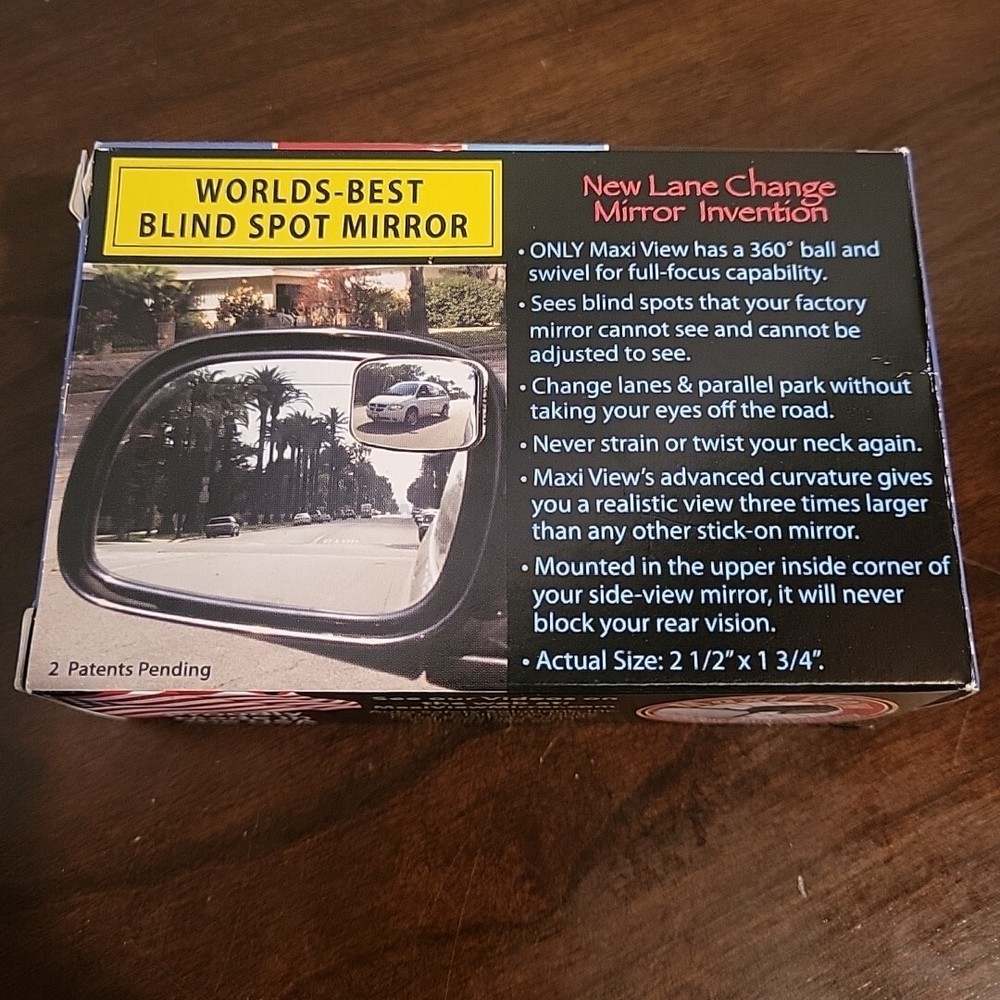 WORLDS-BEST
BLIND SPOT MIRROR
2 Patents Pending
New Lane Change
Mirror Invention
• ONLY Maxi View has a 360° ball and
swivel for full-focus capability.
• Sees blind spots that your factory
mirror cannot see and cannot be
adjusted to see.
• Change lanes & parallel park without
taking your eyes off the road.
• Never strain or twist your neck again.
• Maxi View's advanced curvature gives
you a realistic view three times larger
than any other stick-on mirror.
• Mounted in the upper inside corner of
your side-view mirror, it will never
block your rear vision.
• Actual Size: 2 1/2" x 1 3/4".